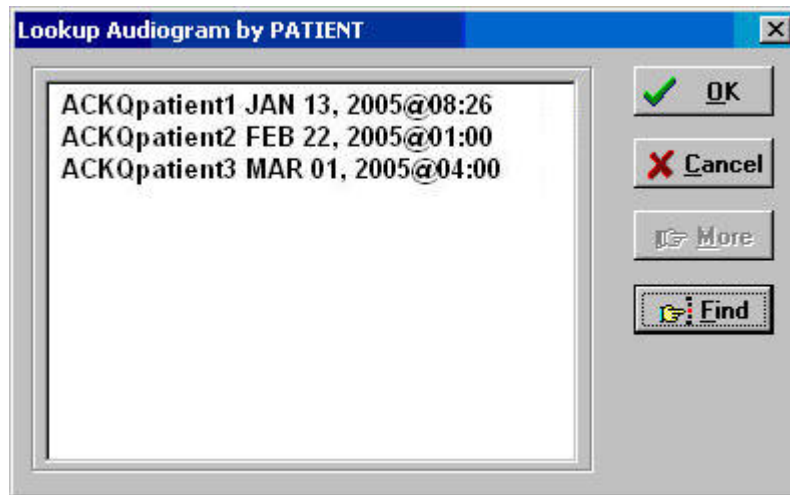 Lookup Audiogram by PATIENT
ACKQpatient1 JAN 13, 2005@08:26
ACKQpatient2 FEB 22, 2005@01:00
ACKQpatient3 MAR 01, 2005@04:00
OK
Cancel
More
Find